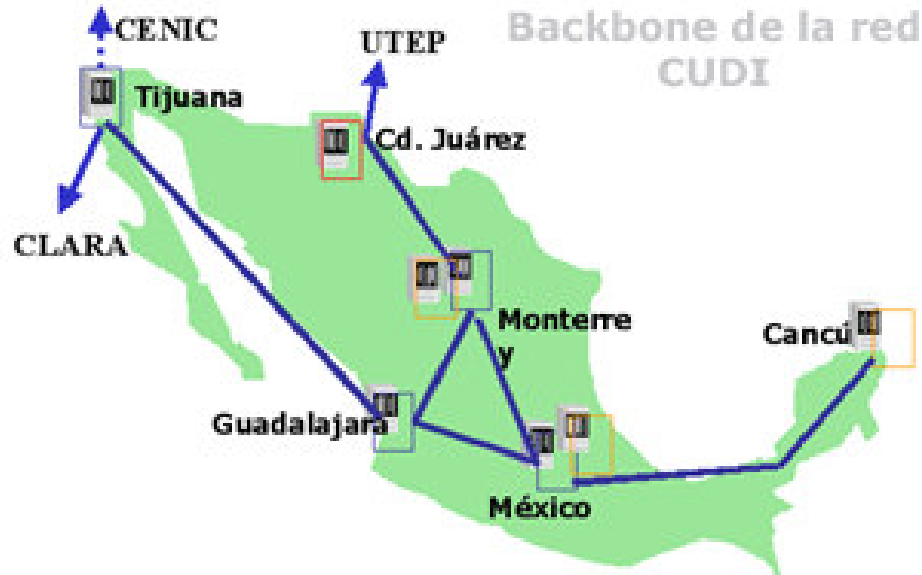 Backbone de la red
CUDI
CENIC
UTEP
Tijuana
Cd. Juárez
CLARA
Monterre
y
Cancú
Guadalajara
México